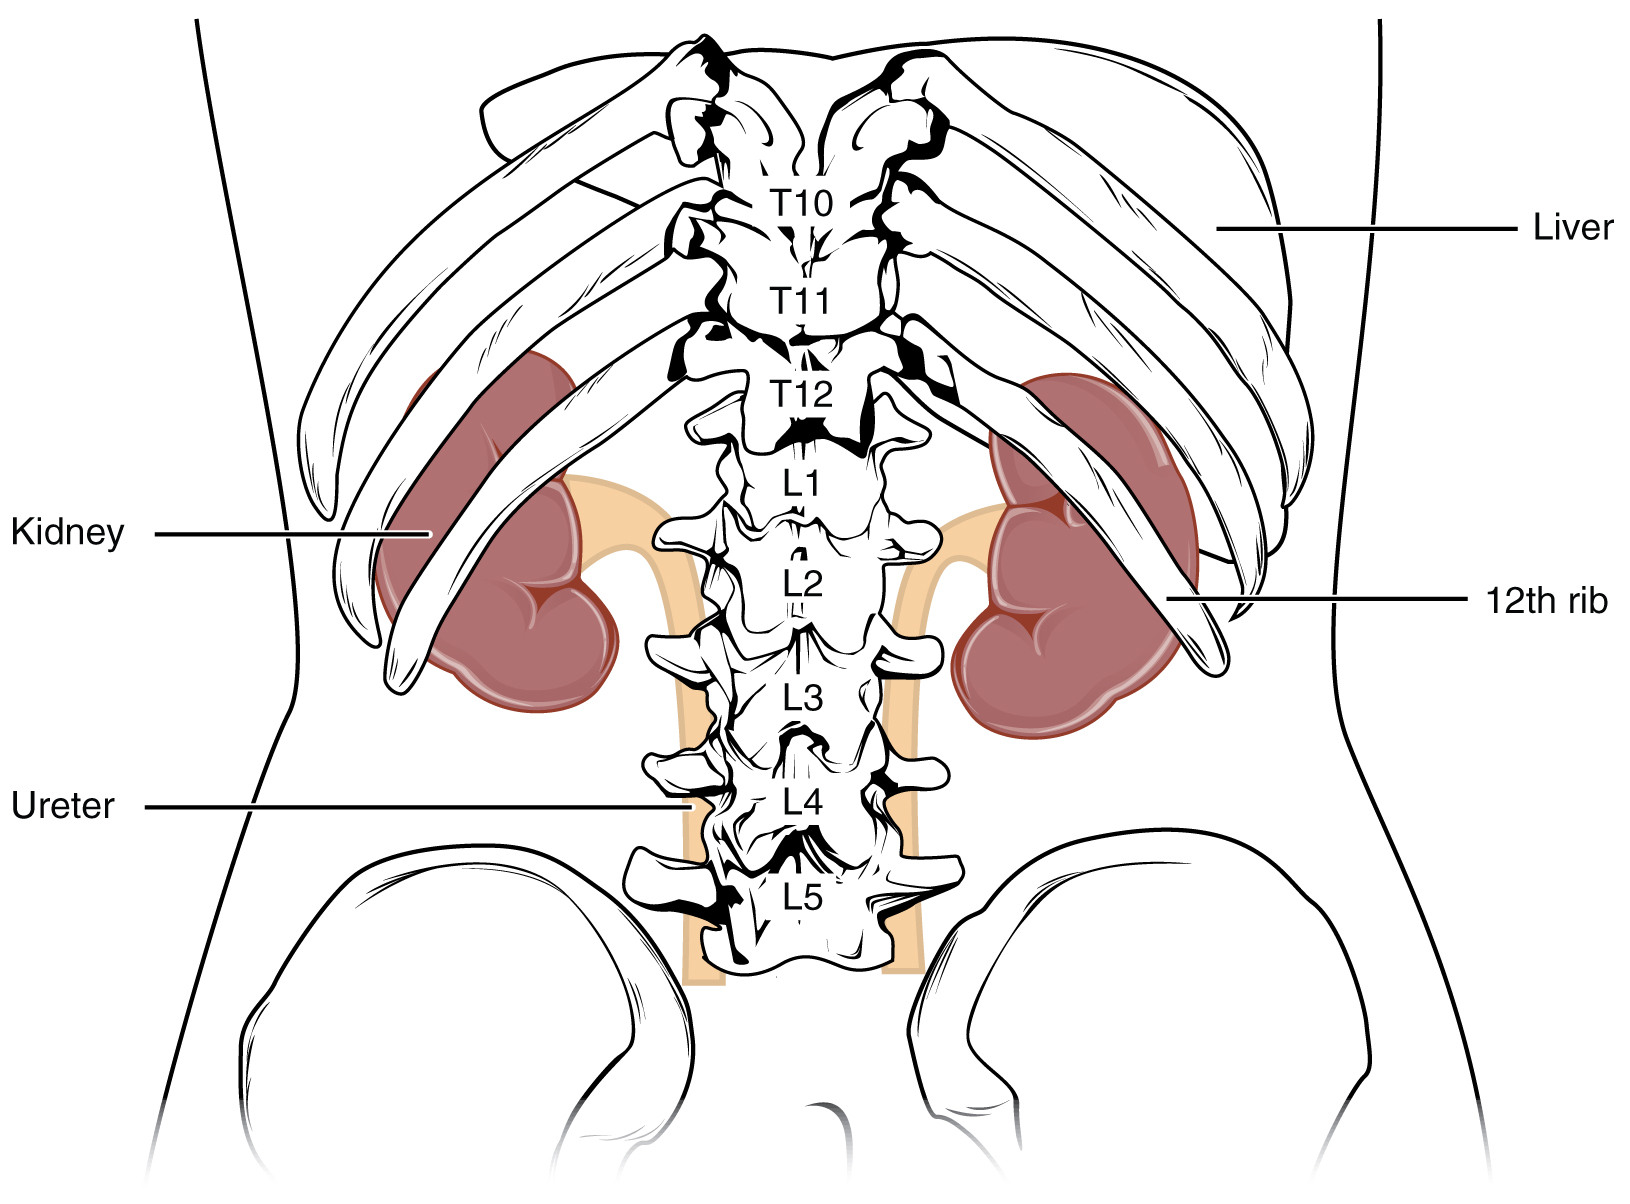 T10
Liver
T11
T12
L1
Kidney
L2
12th rib
L3
L4
Ureter
L5